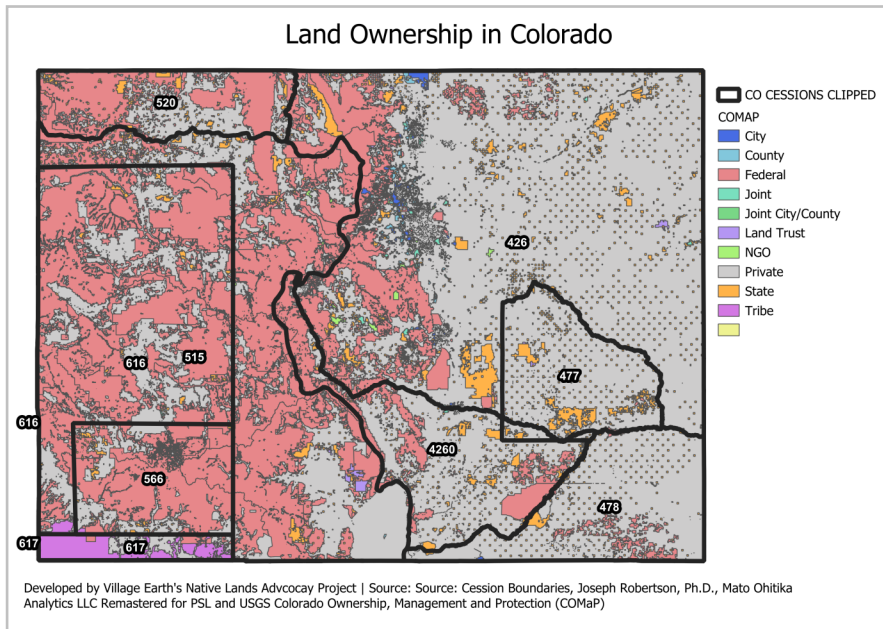 Land Ownership in Colorado
520
CO CESSIONS CLIPPED
COMAP
City
County
Federal
Joint
Joint City/County
Land Trust
NGO
Private
State
Tribe
426
616
515
477
616
4260
566
478
617
617
Developed by Village Earth's Native Lands Advcocay Project | Source: Source: Cession Boundaries, Joseph Robertson, Ph.D., Mato Ohitika
Analytics LLC Remastered for PSL and USGS Colorado Ownership, Management and Protection (COMaP)